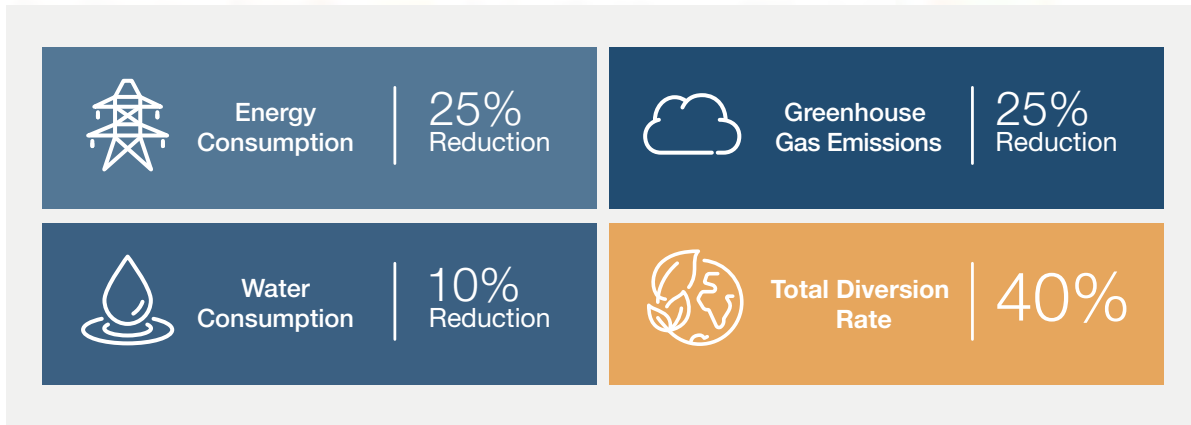 Energy
Consumption
25%
Reduction
Greenhouse
Gas Emissions
25%
Reduction
Water
Consumption
10%
Reduction
Total Diversion
Rate
40%